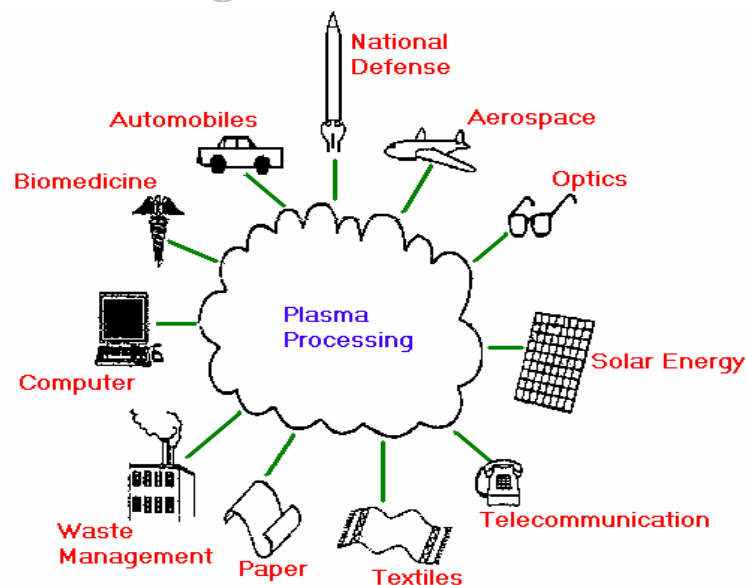 National
Defense
Automobiles
Aerospace
Biomedicine
Optics
Plasma
Processing
Solar Energy
Computer
Telecommunication
Waste
Management
Paper
Textiles